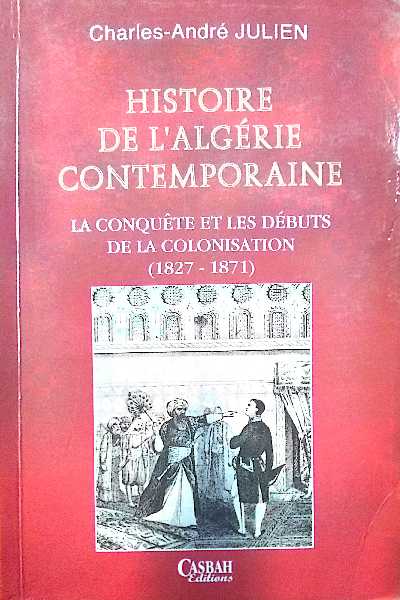 Charles-André JULIEN
HISTOIRE
DE L'ALGÉRIE
CONTEMPORAINE
LA CONQUÊTE ET LES DÉBUTS
DE LA COLONISATION
(1827 - 1871)
CASBAH
Editions